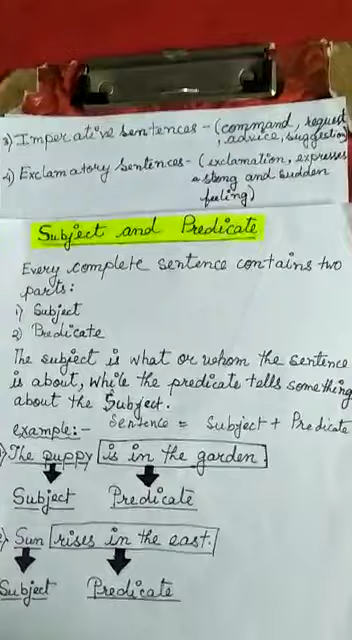 3) Imperative sentences - (command, request
, advice, suggestion)
4) Exclamatory sentences - (exclamation, expresses
a stong and sudden
feeling)
Subject and Predicate
Every complete sentence contains two
parts:
1) Subject
2) Predicate
The subject is what or whom the sentence
is about, while the predicate tells something
about the Subject.
example:- Sentence = Subject + Predicate
) The puppy is in the garden.
Subject Predicate
) Sun rises in the east.
Subject Predicate